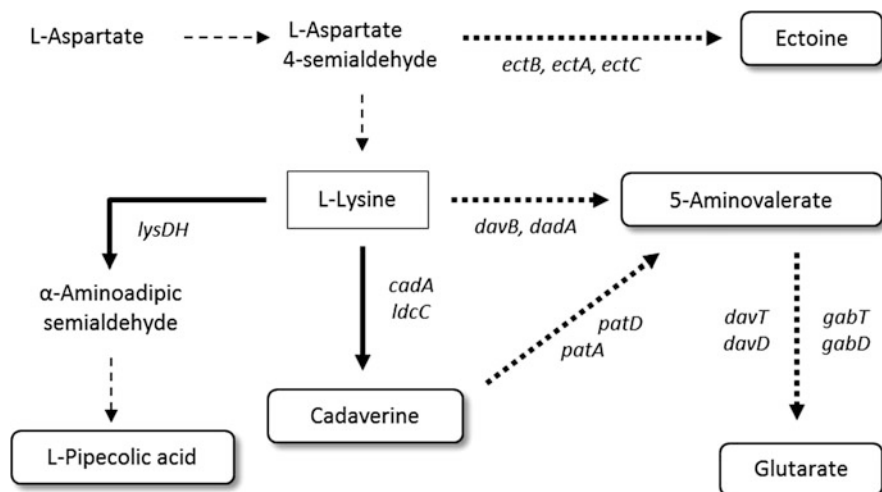 L-Aspartate
L-Aspartate
4-semialdehyde
ectB, ectA, ectC
Ectoine
L-Lysine
davB, dadA
5-Aminovalerate
lysDH
α-Aminoadipic
semialdehyde
cadA
ldcC
patD
patA
davT
davD
gabT
gabD
L-Pipecolic acid
Cadaverine
Glutarate